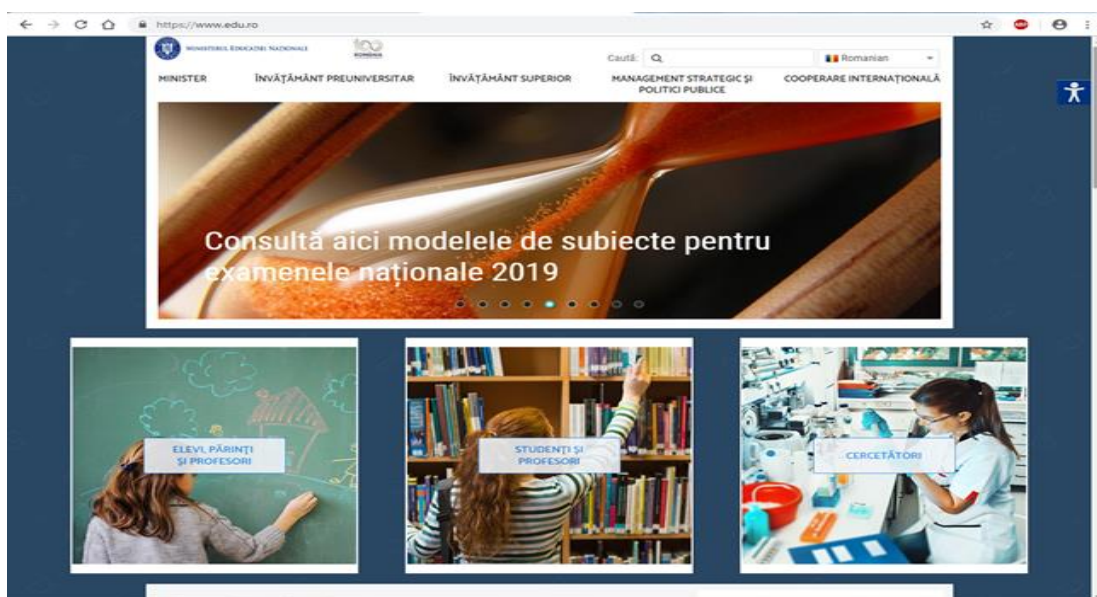 https://www.edu.ro
ABP
MINISTERUL EDUCAȚIEI NAȚIONALE
ROMÂNIA
Caută:
Romanian
MINISTER
ÎNVĂȚĂMÂNT PREUNIVERSITAR
ÎNVĂȚĂMÂNT SUPERIOR
MANAGEMENT STRATEGIC ȘI
POLITICI PUBLICE
COOPERARE INTERNAȚIONALĂ
Consultă aici modelele de subiecte pentru
examenele naționale 2019
ELEVI, PĂRINȚI
ȘI PROFESORI
STUDENȚI ȘI
PROFESORI
CERCETĂTORI